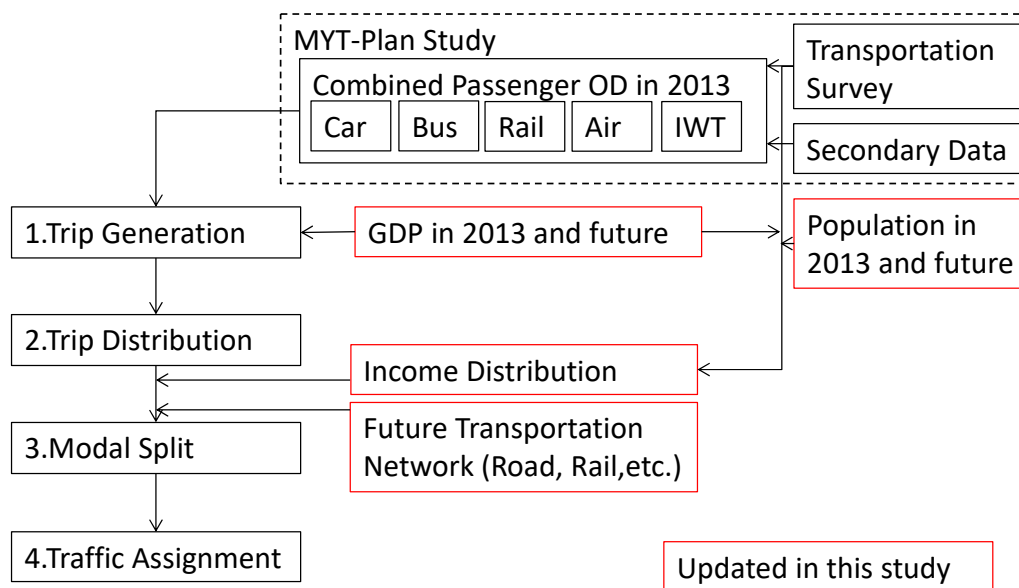 MYT-Plan Study
Transportation
Survey
Combined Passenger OD in 2013
Car Bus Rail Air IWT
Secondary Data
1.Trip Generation
GDP in 2013 and future
Population in
2013 and future
2.Trip Distribution
Income Distribution
Future Transportation
Network (Road, Rail,etc.)
3.Modal Split
4.Traffic Assignment
Updated in this study